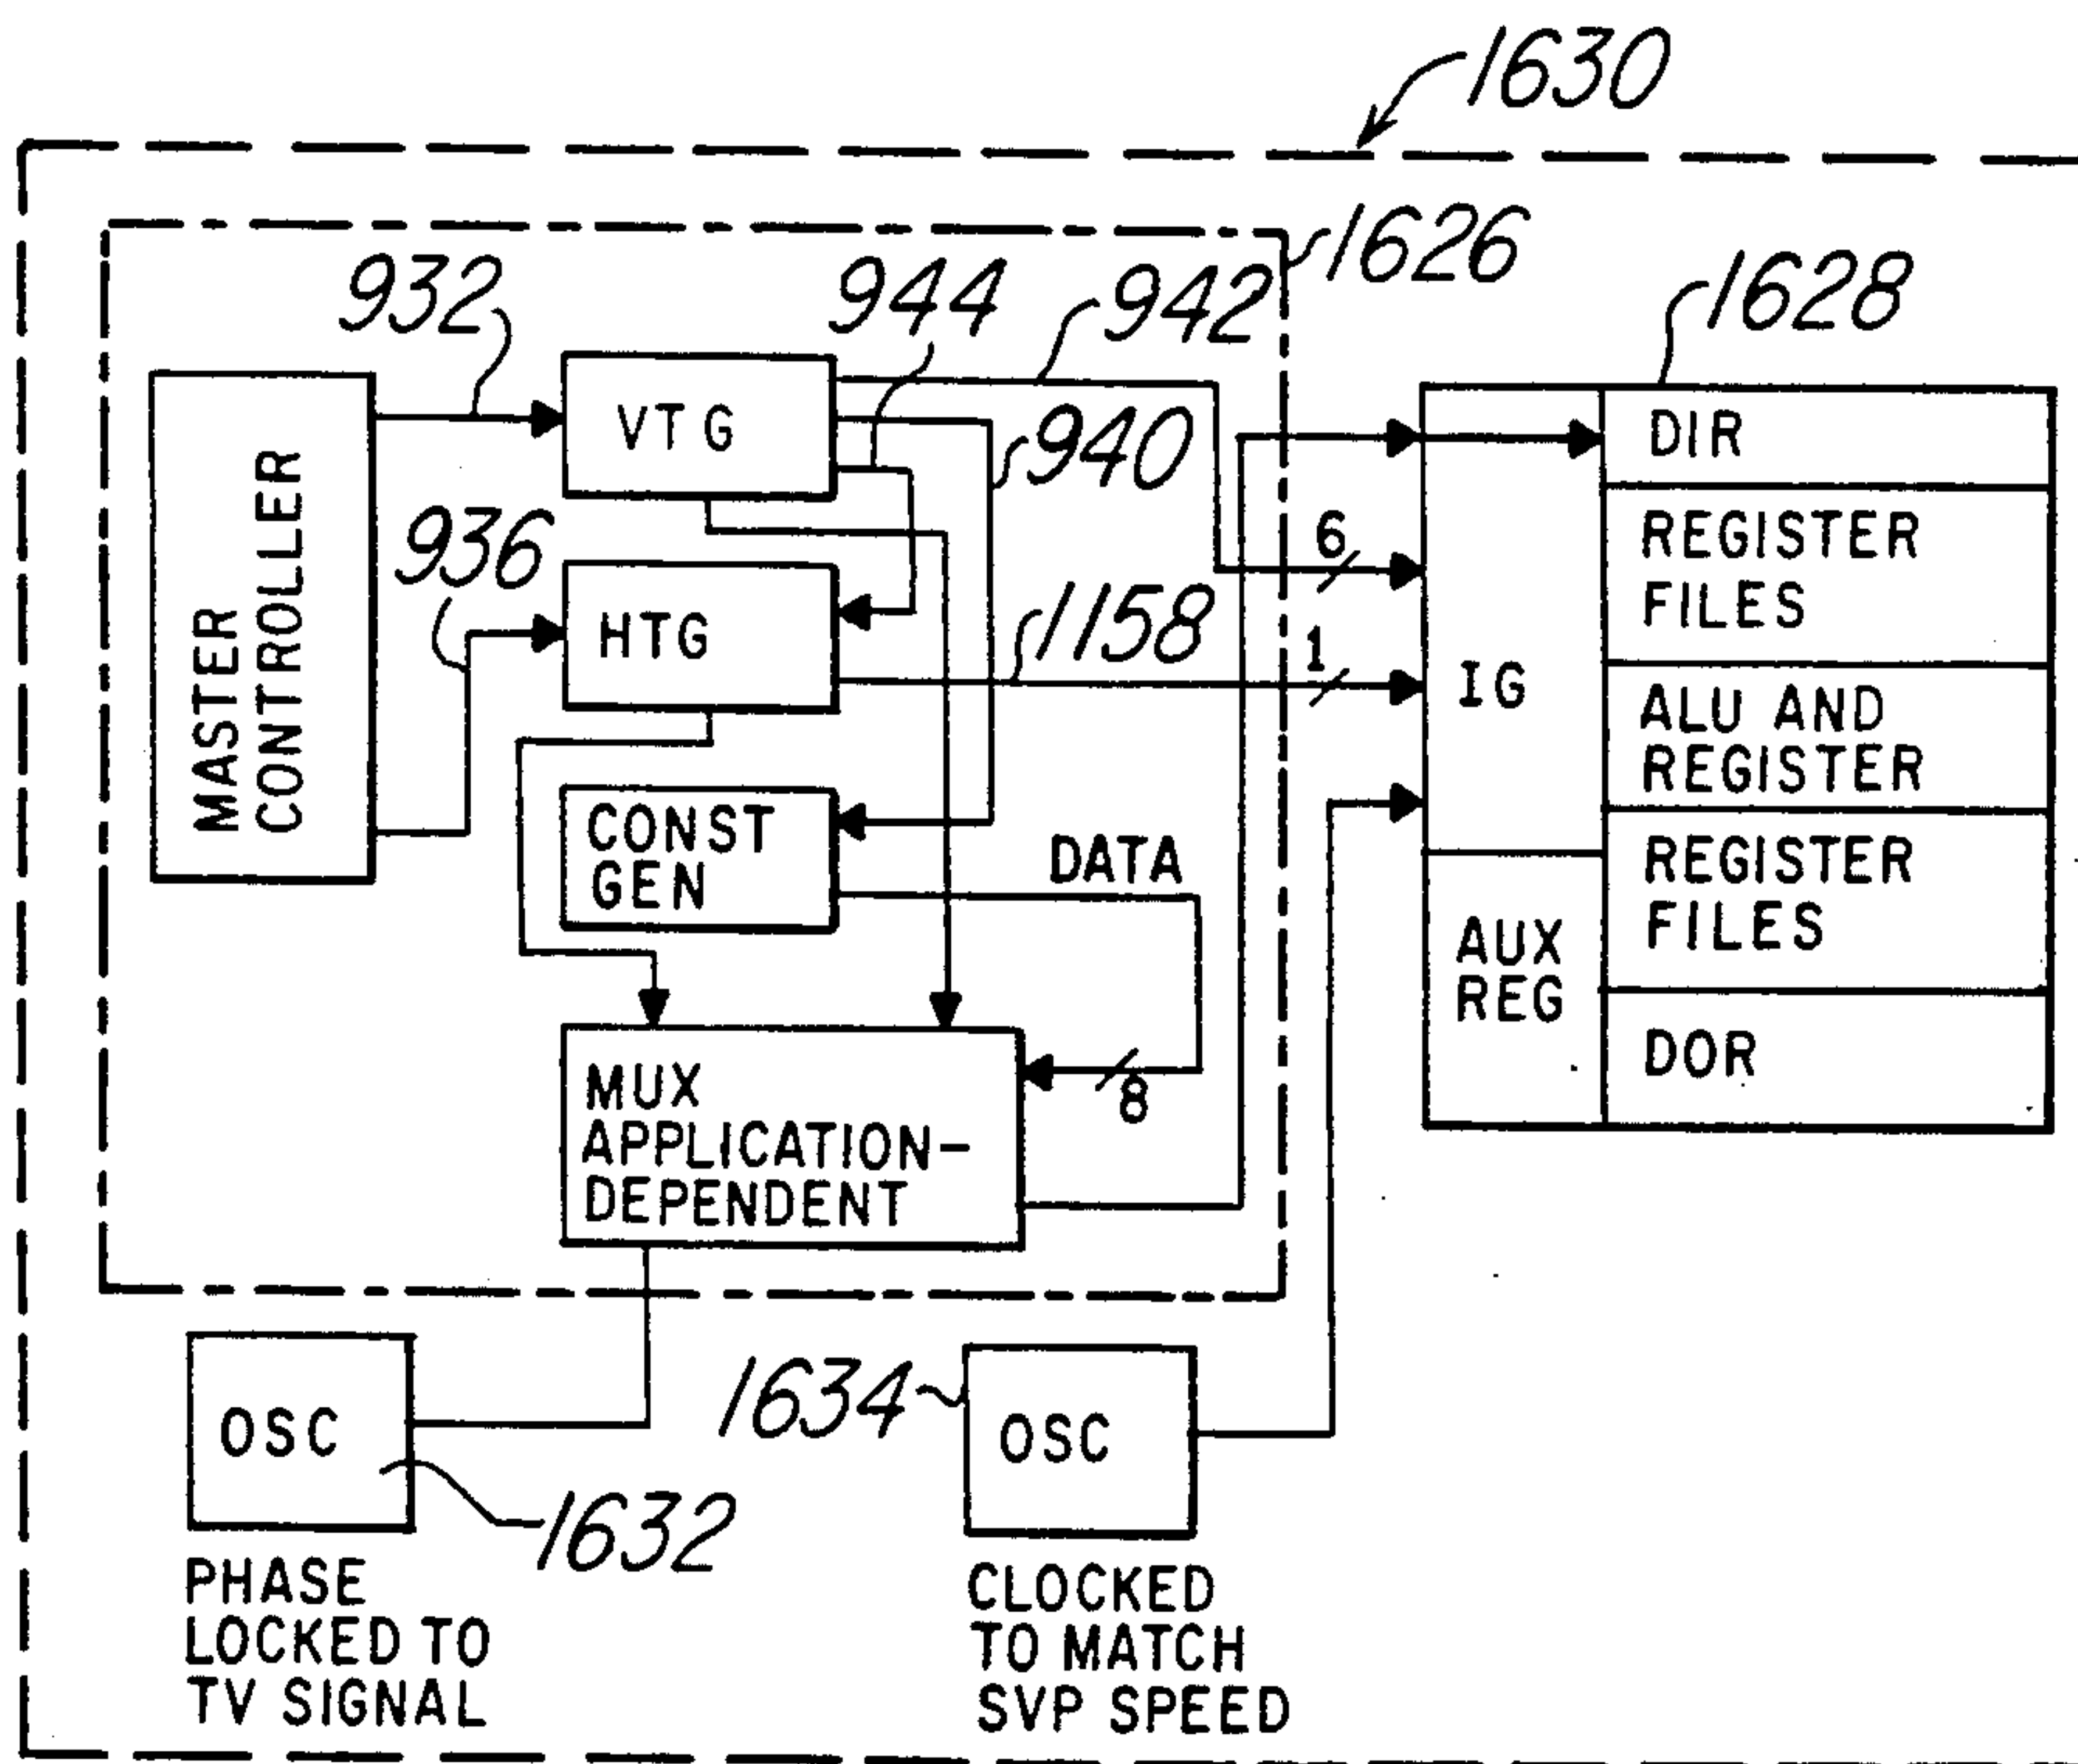 1630
1626
1628
932
944
942
940
936
1158
MASTER
CONTROLLER
VTG
HTG
CONST
GEN
DATA
6
1
8
MUX
APPLICATION-
DEPENDENT
IG
AUX
REG
DIR
REGISTER
FILES
ALU AND
REGISTER
REGISTER
FILES
DOR
OSC
1632
PHASE
LOCKED TO
TV SIGNAL
1634
OSC
CLOCKED
TO MATCH
SVP SPEED